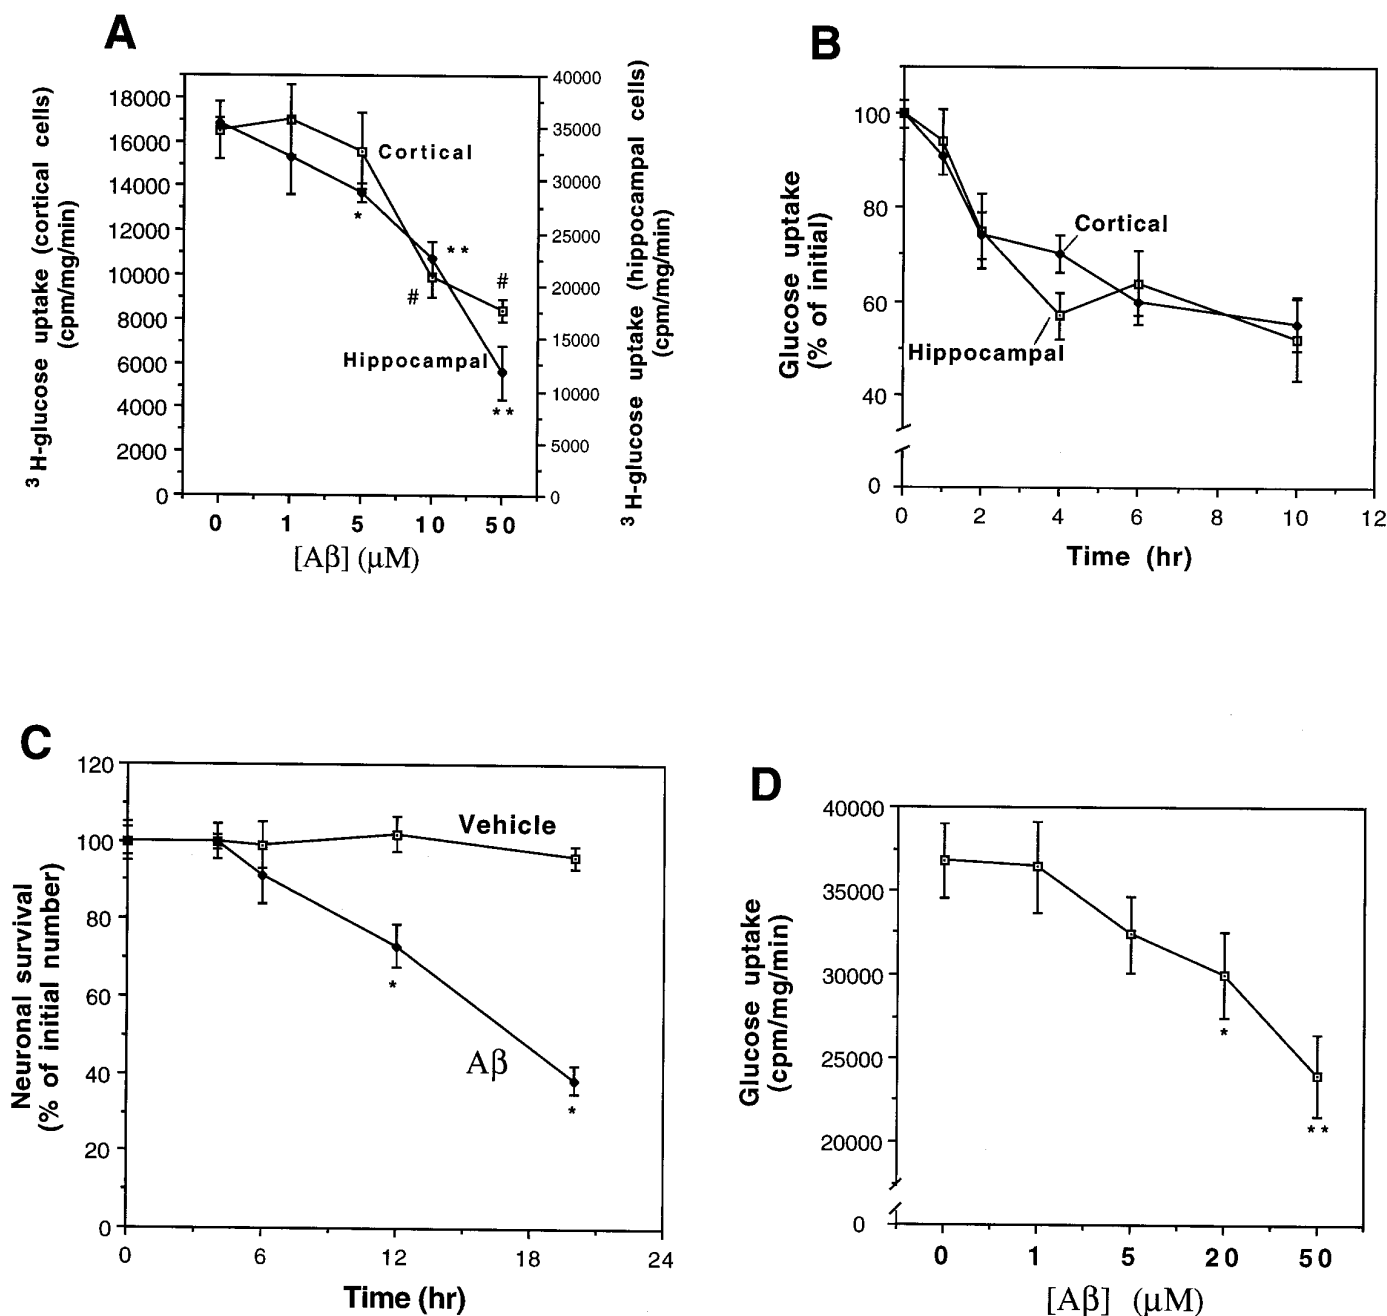 A
³H-glucose uptake (cortical cells)
(cpm/mg/min)
18000
16000
14000
12000
10000
8000
6000
4000
2000
0
40000
35000
30000
25000
20000
15000
10000
5000
0
³H-glucose uptake (hippocampal cells)
(cpm/mg/min)
Cortical
*
* *
#
#
Hippocampal
* *
0 1 5 10 50
[Aβ] (μM)
B
Glucose uptake
(% of initial)
100
80
60
40
0
Cortical
Hippocampal
0 2 4 6 8 10 12
Time (hr)
C
Neuronal survival
(% of initial number)
120
100
80
60
40
20
0
Vehicle
*
Aβ
*
0 6 12 18 24
Time (hr)
D
Glucose uptake
(cpm/mg/min)
40000
35000
30000
25000
20000
0
*
* *
0 1 5 20 50
[Aβ] (μM)